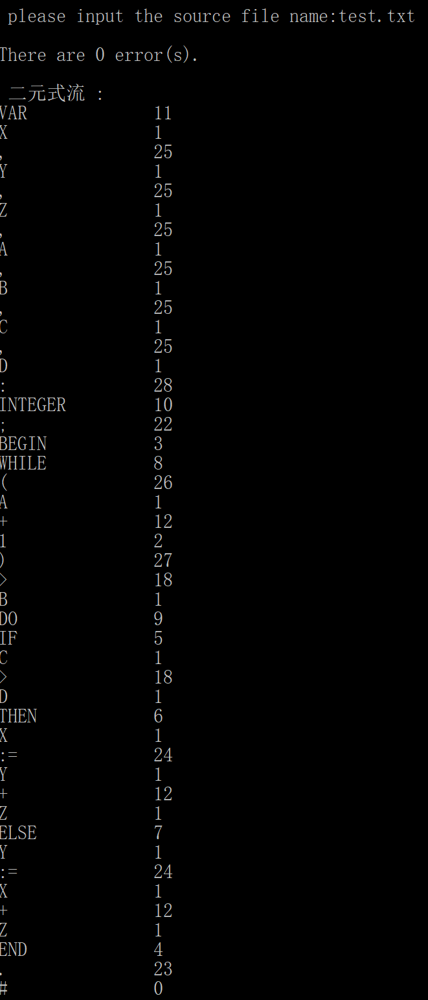 please input the source file name:test.txt
There are 0 error(s).
二元式流 :
VAR 11
X 1
, 25
Y 1
, 25
Z 1
, 25
A 1
, 25
B 1
, 25
C 1
, 25
D 1
: 28
INTEGER 10
; 22
BEGIN 3
WHILE 8
( 26
A 1
+ 12
1 2
) 27
> 18
B 1
DO 9
IF 5
C 1
> 18
D 1
THEN 6
X 1
:= 24
Y 1
+ 12
Z 1
ELSE 7
Y 1
:= 24
X 1
+ 12
Z 1
END 4
. 23
# 0